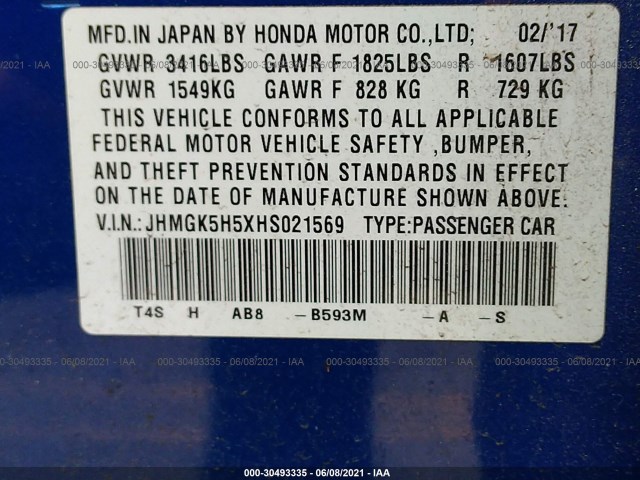 MFD.IN JAPAN BY HONDA MOTOR CO.,LTD; 02/'17
GVWR 3416LBS GAWR F 1825LBS R 1607LBS
GVWR 1549KG GAWR F 828 KG R 729 KG
THIS VEHICLE CONFORMS TO ALL APPLICABLE
FEDERAL MOTOR VEHICLE SAFETY ,BUMPER,
AND THEFT PREVENTION STANDARDS IN EFFECT
ON THE DATE OF MANUFACTURE SHOWN ABOVE.
V.I.N.:JHMGK5H5XHS021569 TYPE:PASSENGER CAR
T4S H AB8 -B593M -A -S
000-30493335 - 06/08/2021 - IAA